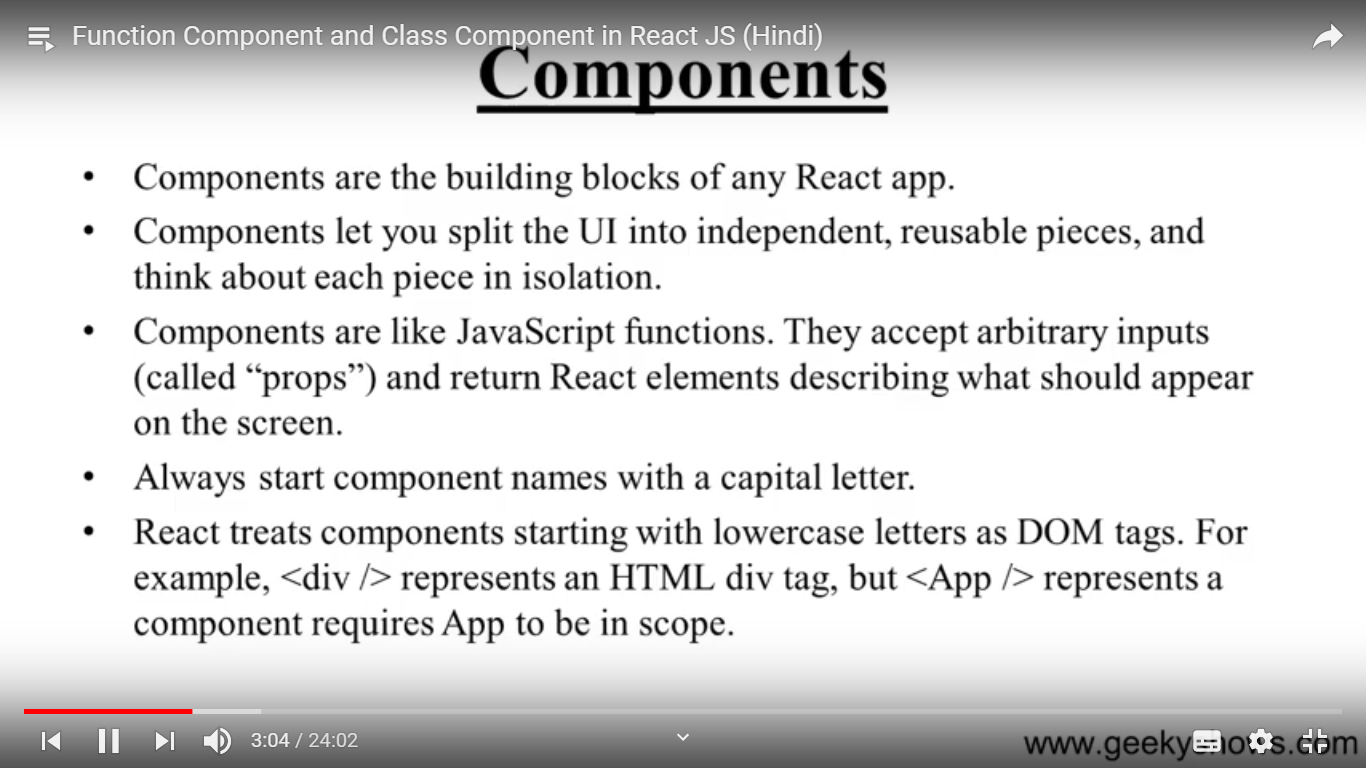 Function Component and Class Component in React JS (Hindi)
Components
• Components are the building blocks of any React app.
• Components let you split the UI into independent, reusable pieces, and
think about each piece in isolation.
• Components are like JavaScript functions. They accept arbitrary inputs
(called “props”) and return React elements describing what should appear
on the screen.
• Always start component names with a capital letter.
• React treats components starting with lowercase letters as DOM tags. For
example, <div /> represents an HTML div tag, but <App /> represents a
component requires App to be in scope.
3:04 / 24:02
www.geekyshows.com